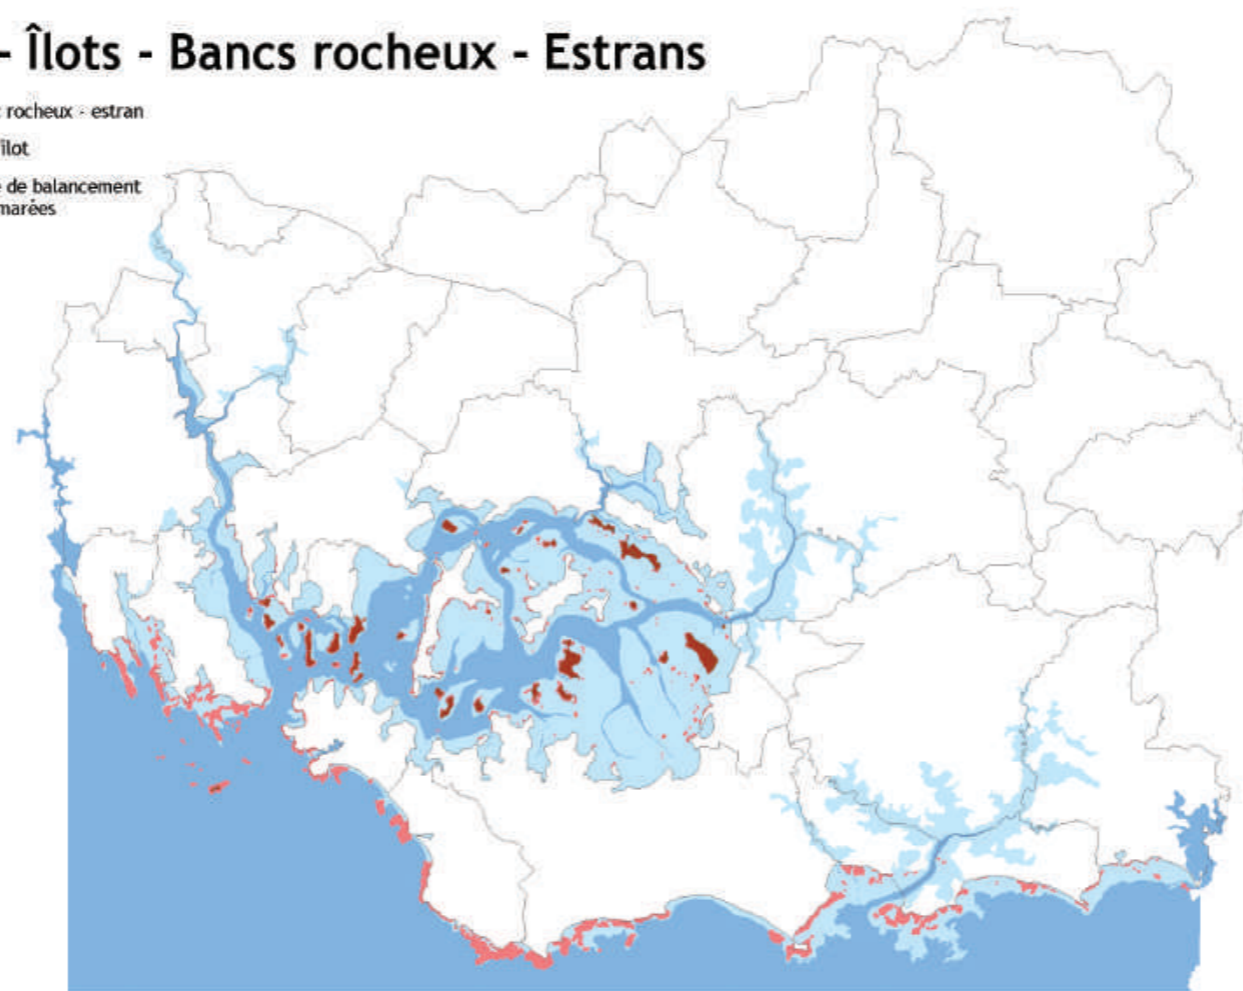 - Îlots - Bancs rocheux - Estrans
rocheux - estran
îlot
de balancement
marées